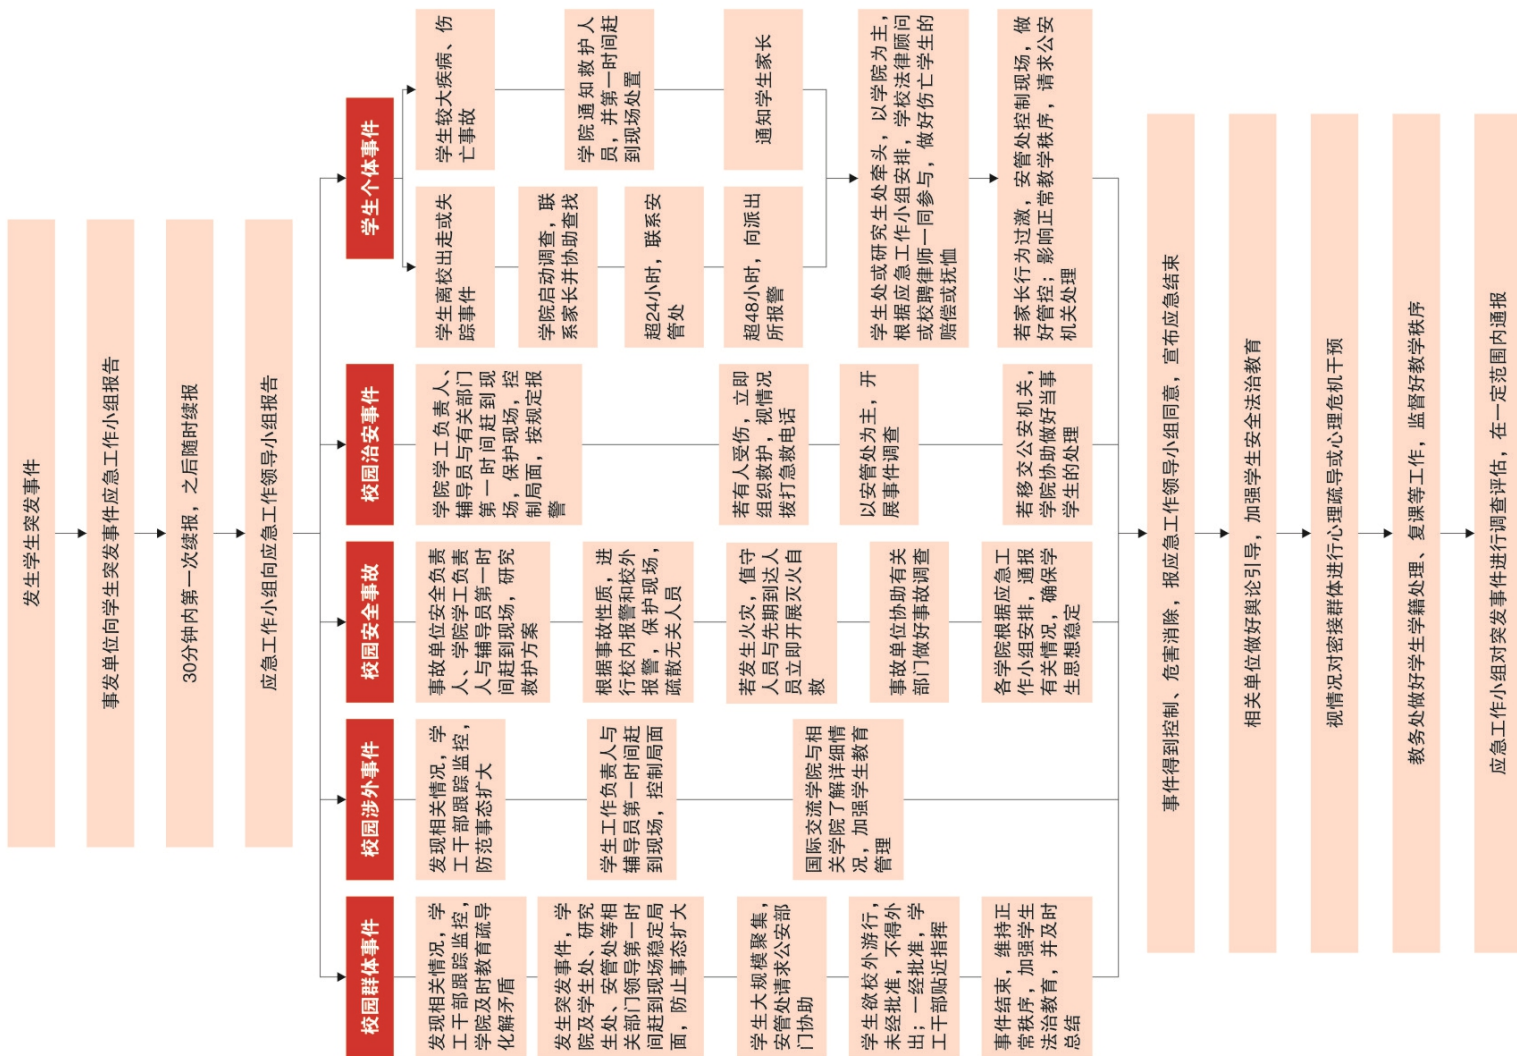 发生学生突发事件
事发单位向学生突发事件应急工作小组报告
30分钟内第一次续报，之后随时续报
应急工作小组向应急工作领导小组报告
校园群体事件
发现相关情况，学
工干部跟踪监控，
学院及时教育疏导
化解矛盾
发生突发事件，学
院及学生处、研究
生处、安管处等相
关部门领导第一时
间赶到现场稳定局
面，防止事态扩大
学生大规模聚集，
安管处请求公安部
门协助
学生欲校外游行，
未经批准，不得外
出；一经批准，学
工干部贴近指挥
事件结束，维持正
常秩序，加强学生
法治教育，并及时
总结
校园涉外事件
发现相关情况，学
工干部跟踪监控，
防范事态扩大
学生工作负责人与
辅导员第一时间赶
到现场，控制局面
国际交流学院与相
关学院了解详细情
况，加强学生教育
管理
校园安全事故
事故单位安全负责
人、学院学工负责
人与辅导员第一时
间赶到现场，研究
救护方案
根据事故性质，进
行校内报警和校外
报警，保护现场，
疏散无关人员
若发生火灾，值守
人员与先期到达人
员立即开展灭火自
救
事故单位协助有关
部门做好事故调查
各学院根据应急工
作小组安排，通报
有关情况，确保学
生思想稳定
校园治安事件
学院学工负责人、
辅导员与有关部门
第一时间赶到现
场，保护现场，控
制局面，按规定报
警
若有人受伤，立即
组织救护，视情况
拨打急救电话
以安管处为主，开
展事件调查
若移交公安机关，
学院协助做好当事
学生的处理
学生个体事件
学生离校出走或失
踪事件
学院启动调查，联
系家长并协助查找
超24小时，联系安
管处
超48小时，向派出
所报警
学生较大疾病、伤
亡事故
学院通知救护人
员，并第一时间赶
到现场处置
通知学生家长
学生处或研究生处牵头，以学院为主，
根据应急工作小组安排，学校法律顾问
或校聘律师一同参与，做好伤亡学生的
赔偿或抚恤
若家长行为过激，安管处控制现场，做
好管控；影响正常教学秩序，请求公安
机关处理
事件得到控制、危害消除，报应急工作领导小组同意，宣布应急结束
相关单位做好舆论引导，加强学生安全法治教育
视情况对密接群体进行心理疏导或心理危机干预
教务处做好学生学籍处理、复课等工作，监督好教学秩序
应急工作小组对突发事件进行调查评估，在一定范围内通报